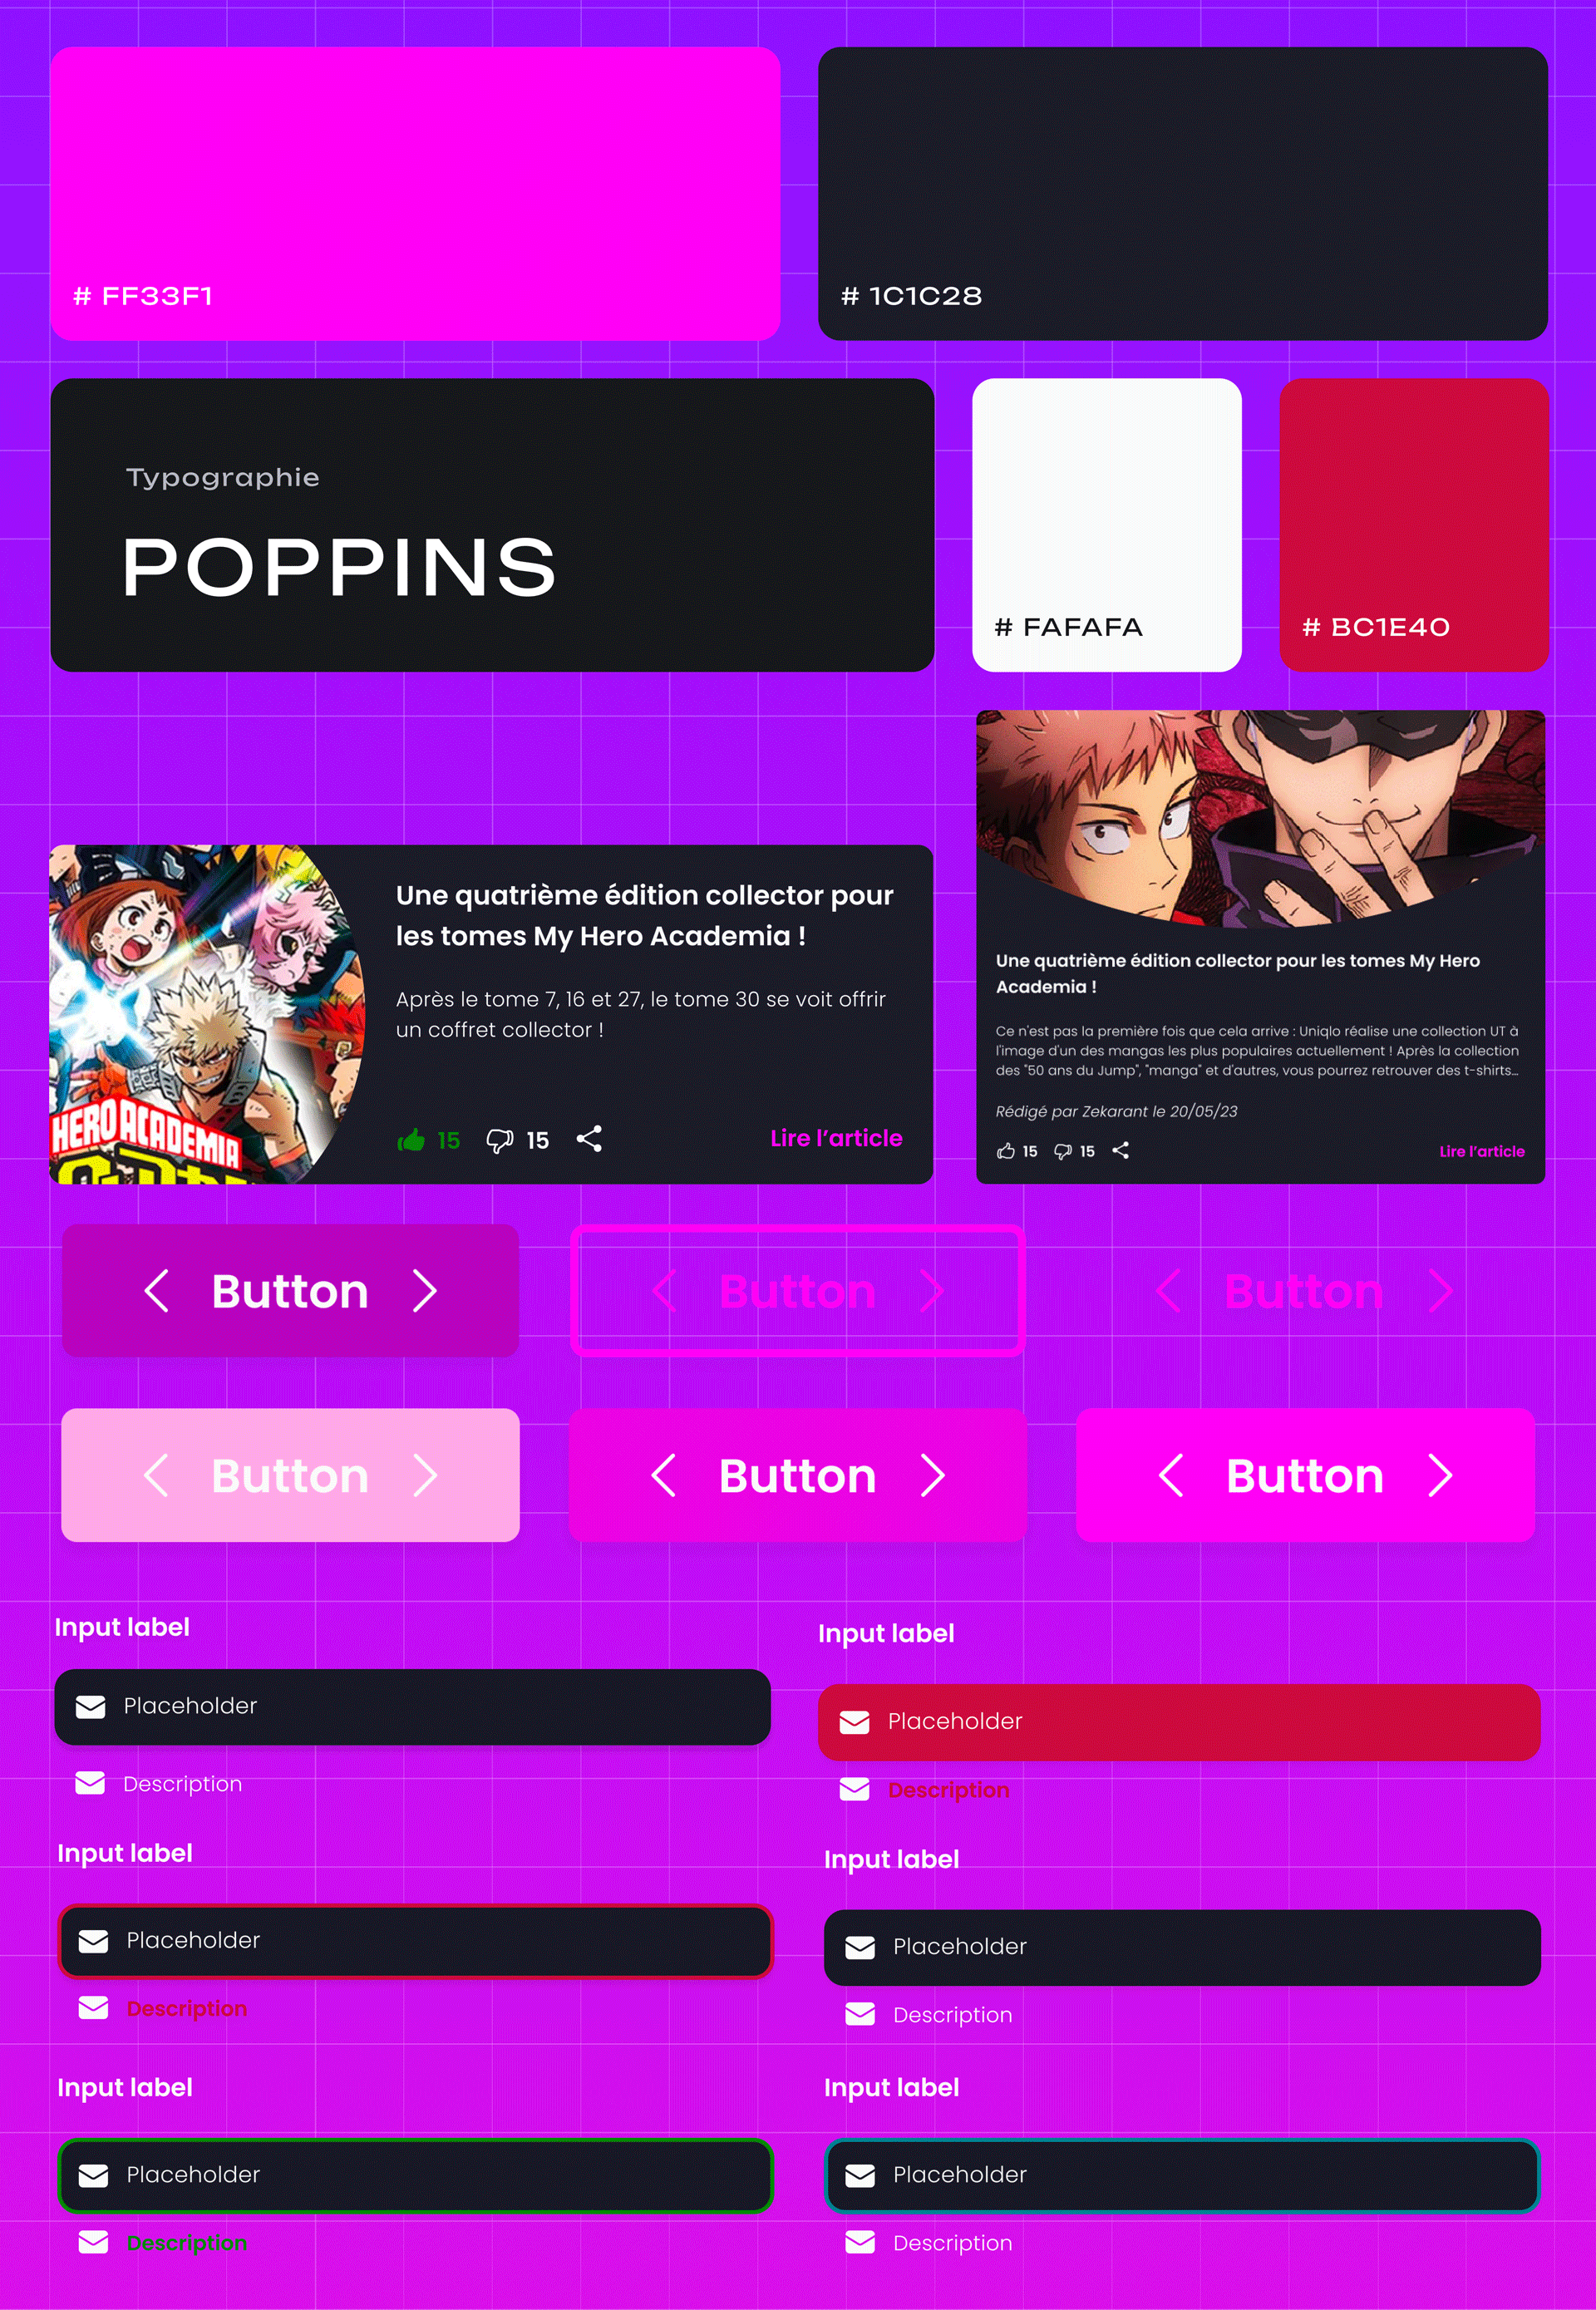 # FF33F1
# 1C1C28
Typographie
POPPINS
# FAFAFA
# BC1E40
HERO ACADEMIA
Une quatrième édition collector pour
les tomes My Hero Academia !
Après le tome 7, 16 et 27, le tome 30 se voit offrir
un coffret collector !
15 15 Lire l’article
Une quatrième édition collector pour les tomes My Hero
Academia !
Ce n'est pas la première fois que cela arrive : Uniqlo réalise une collection UT à
l'image d'un des mangas les plus populaires actuellement ! Après la collection
des "50 ans du Jump", "manga" et d'autres, vous pourrez retrouver des t-shirts...
Rédigé par Zekarant le 20/05/23
15 15 Lire l’article
Button
Button
Button
Button
Button
Button
Input label
Placeholder
Description
Input label
Placeholder
Description
Input label
Placeholder
Description
Input label
Placeholder
Description
Input label
Placeholder
Description
Input label
Placeholder
Description